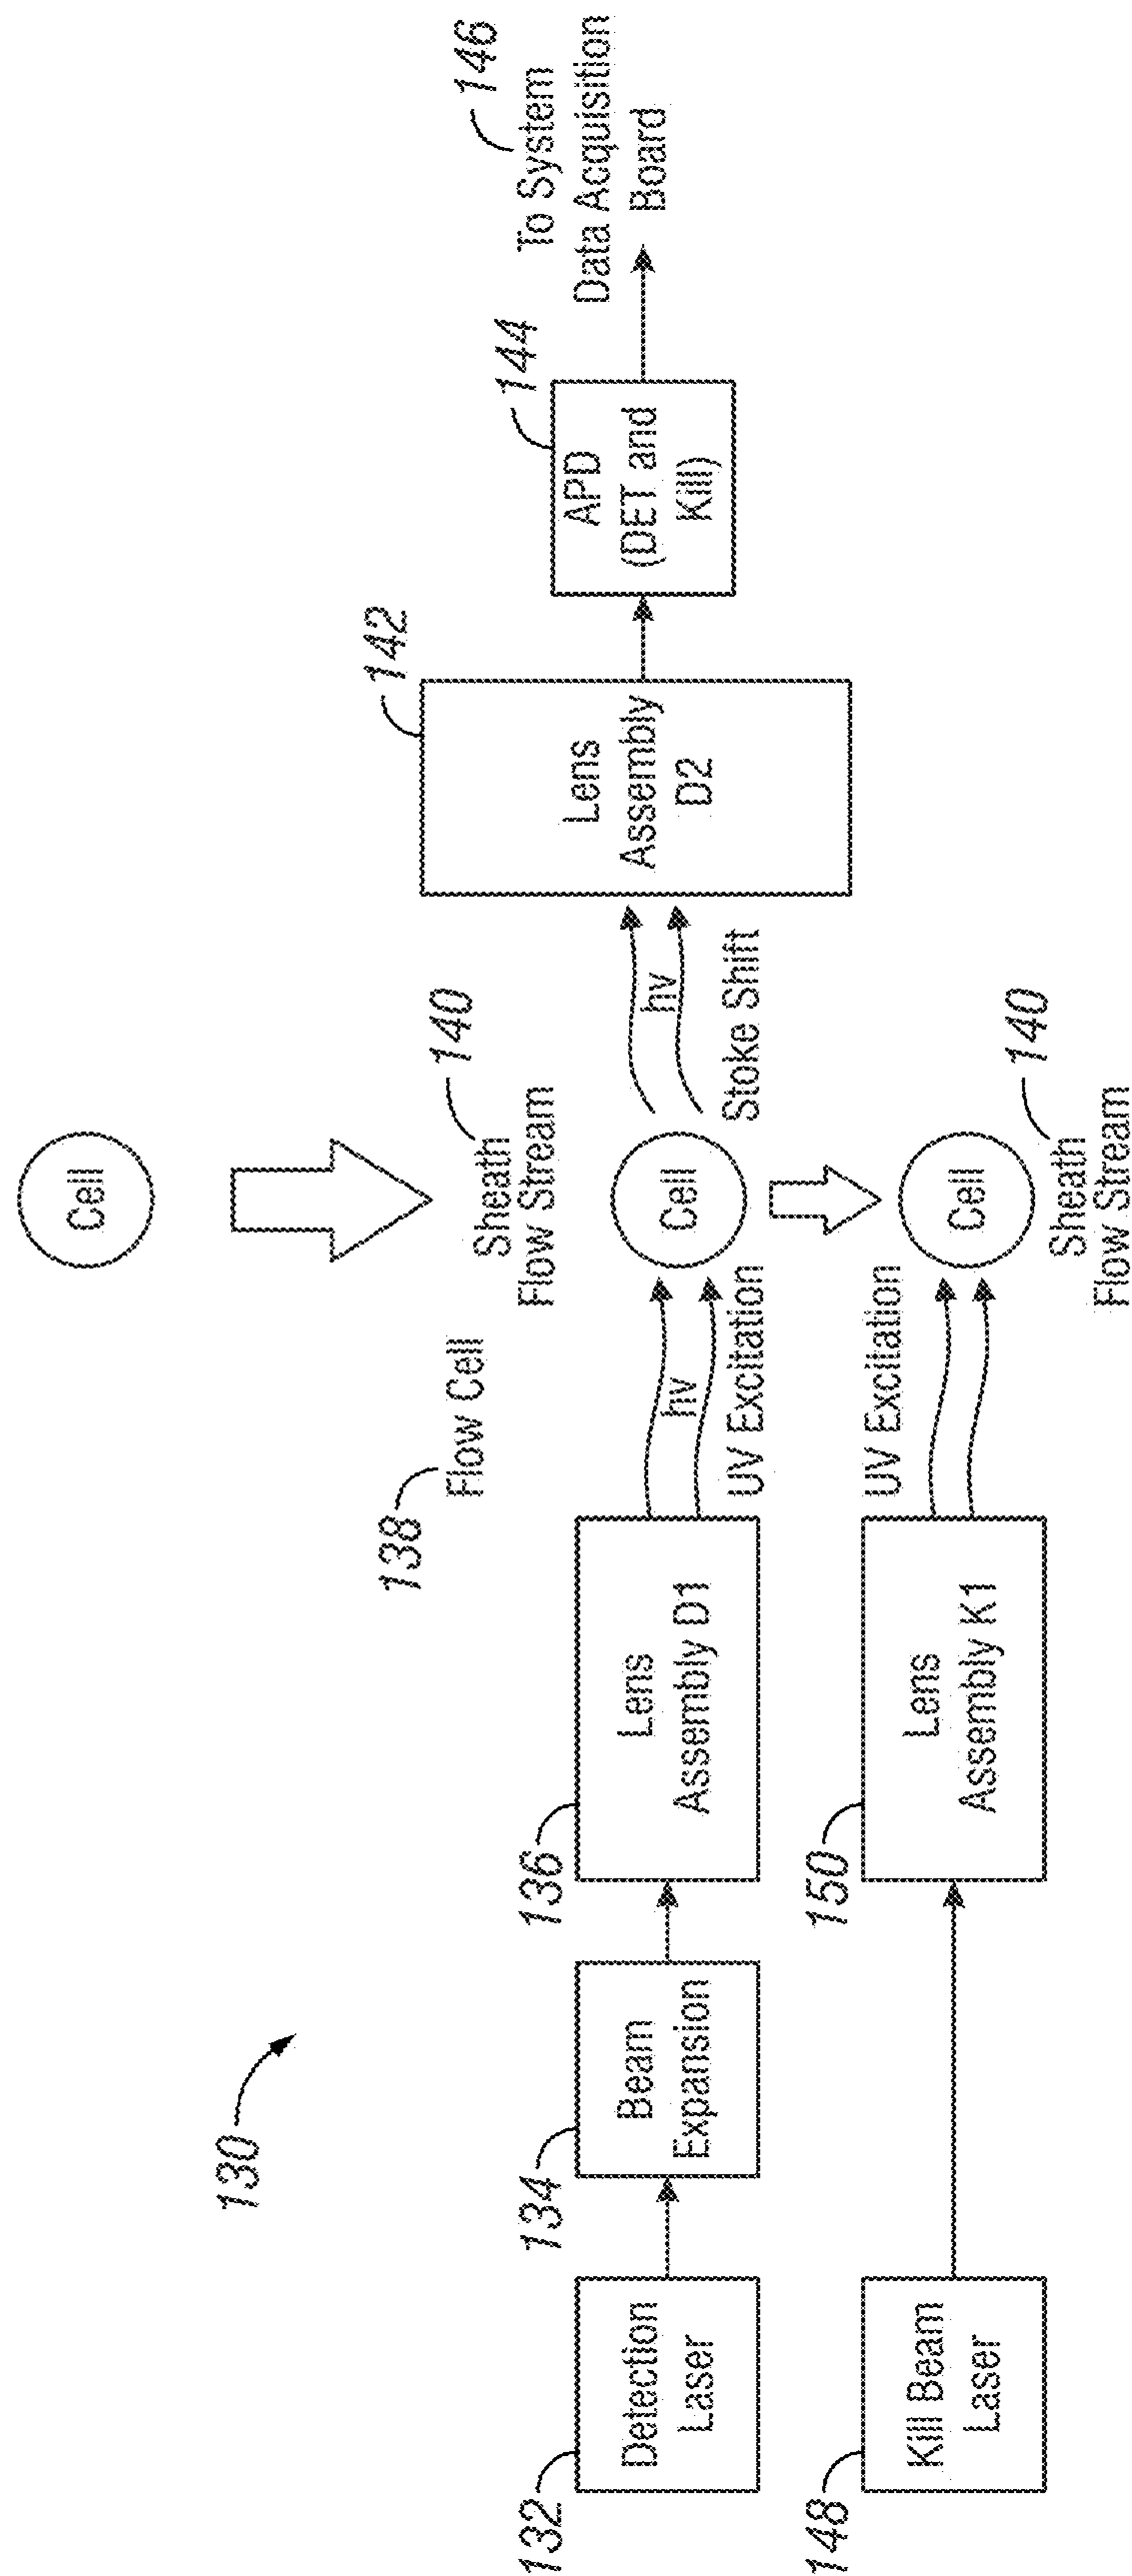 130
132
Detection
Laser
134
Beam
Expansion
136
Lens
Assembly D1
138
Flow Cell
hv
UV Excitation
Cell
140
Sheath
Flow Stream
Cell
hv
Stoke Shift
142
Lens
Assembly
D2
144
APD
(DET and
Kill)
146
To System
Data Acquisition
Board
148
Kill Beam
Laser
150
Lens
Assembly K1
UV Excitation
Cell
140
Sheath
Flow Stream